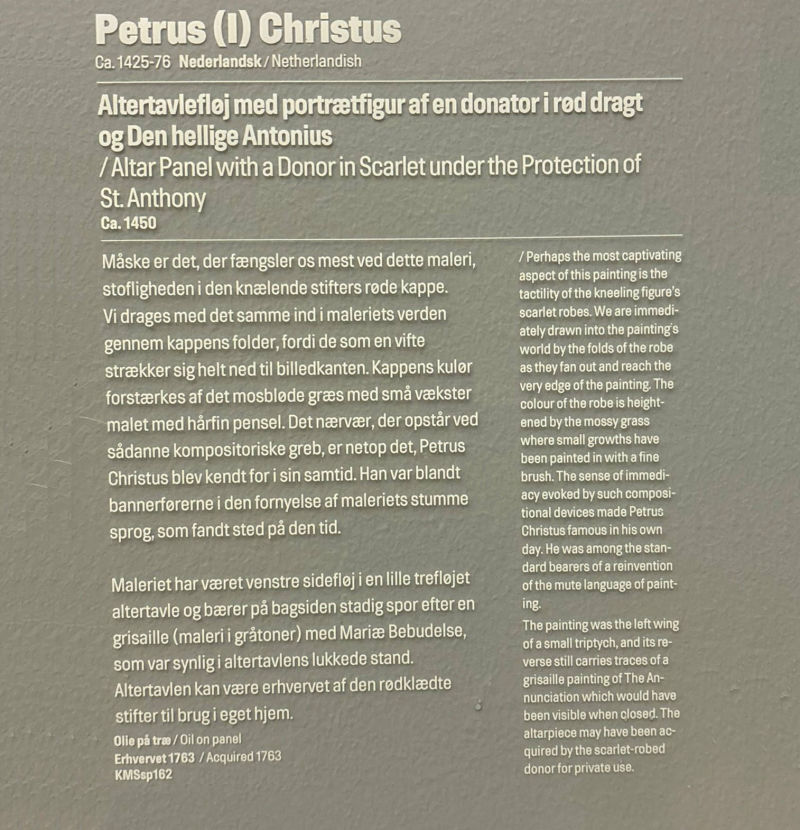 Petrus (I) Christus
Ca. 1425-76 Nederlandsk / Netherlandish
Altertavlefløj med portrætfigur af en donator i rød dragt
og Den hellige Antonius
/ Altar Panel with a Donor in Scarlet under the Protection of
St. Anthony
Ca. 1450
Måske er det, der fængsler os mest ved dette maleri,
stofligheden i den knælende stifters røde kappe.
Vi drages med det samme ind i maleriets verden
gennem kappens folder, fordi de som en vifte
strækker sig helt ned til billedkanten. Kappens kulør
forstærkes af det mosbløde græs med små vækster
malet med hårfin pensel. Det nærvær, der opstår ved
sådanne kompositoriske greb, er netop det, Petrus
Christus blev kendt for i sin samtid. Han var blandt
bannerførerne i den fornyelse af maleriets stumme
sprog, som fandt sted på den tid.
Maleriet har været venstre sidefløj i en lille trefløjet
altertavle og bærer på bagsiden stadig spor efter en
grisaille (maleri i gråtoner) med Mariæ Bebudelse,
som var synlig i altertavlens lukkede stand.
Altertavlen kan være erhvervet af den rødklædte
stifter til brug i eget hjem.
Olie på træ / Oil on panel
Erhvervet 1763 / Acquired 1763
KMSsp162
/ Perhaps the most captivating
aspect of this painting is the
tactility of the kneeling figure's
scarlet robes. We are immedi-
ately drawn into the painting's
world by the folds of the robe
as they fan out and reach the
very edge of the painting. The
colour of the robe is height-
ened by the mossy grass
where small growths have
been painted in with a fine
brush. The sense of immedi-
acy evoked by such composi-
tional devices made Petrus
Christus famous in his own
day. He was among the stan-
dard bearers of a reinvention
of the mute language of paint-
ing.
The painting was the left wing
of a small triptych, and its re-
verse still carries traces of a
grisaille painting of The An-
nunciation which would have
been visible when closed. The
altarpiece may have been ac-
quired by the scarlet-robed
donor for private use.